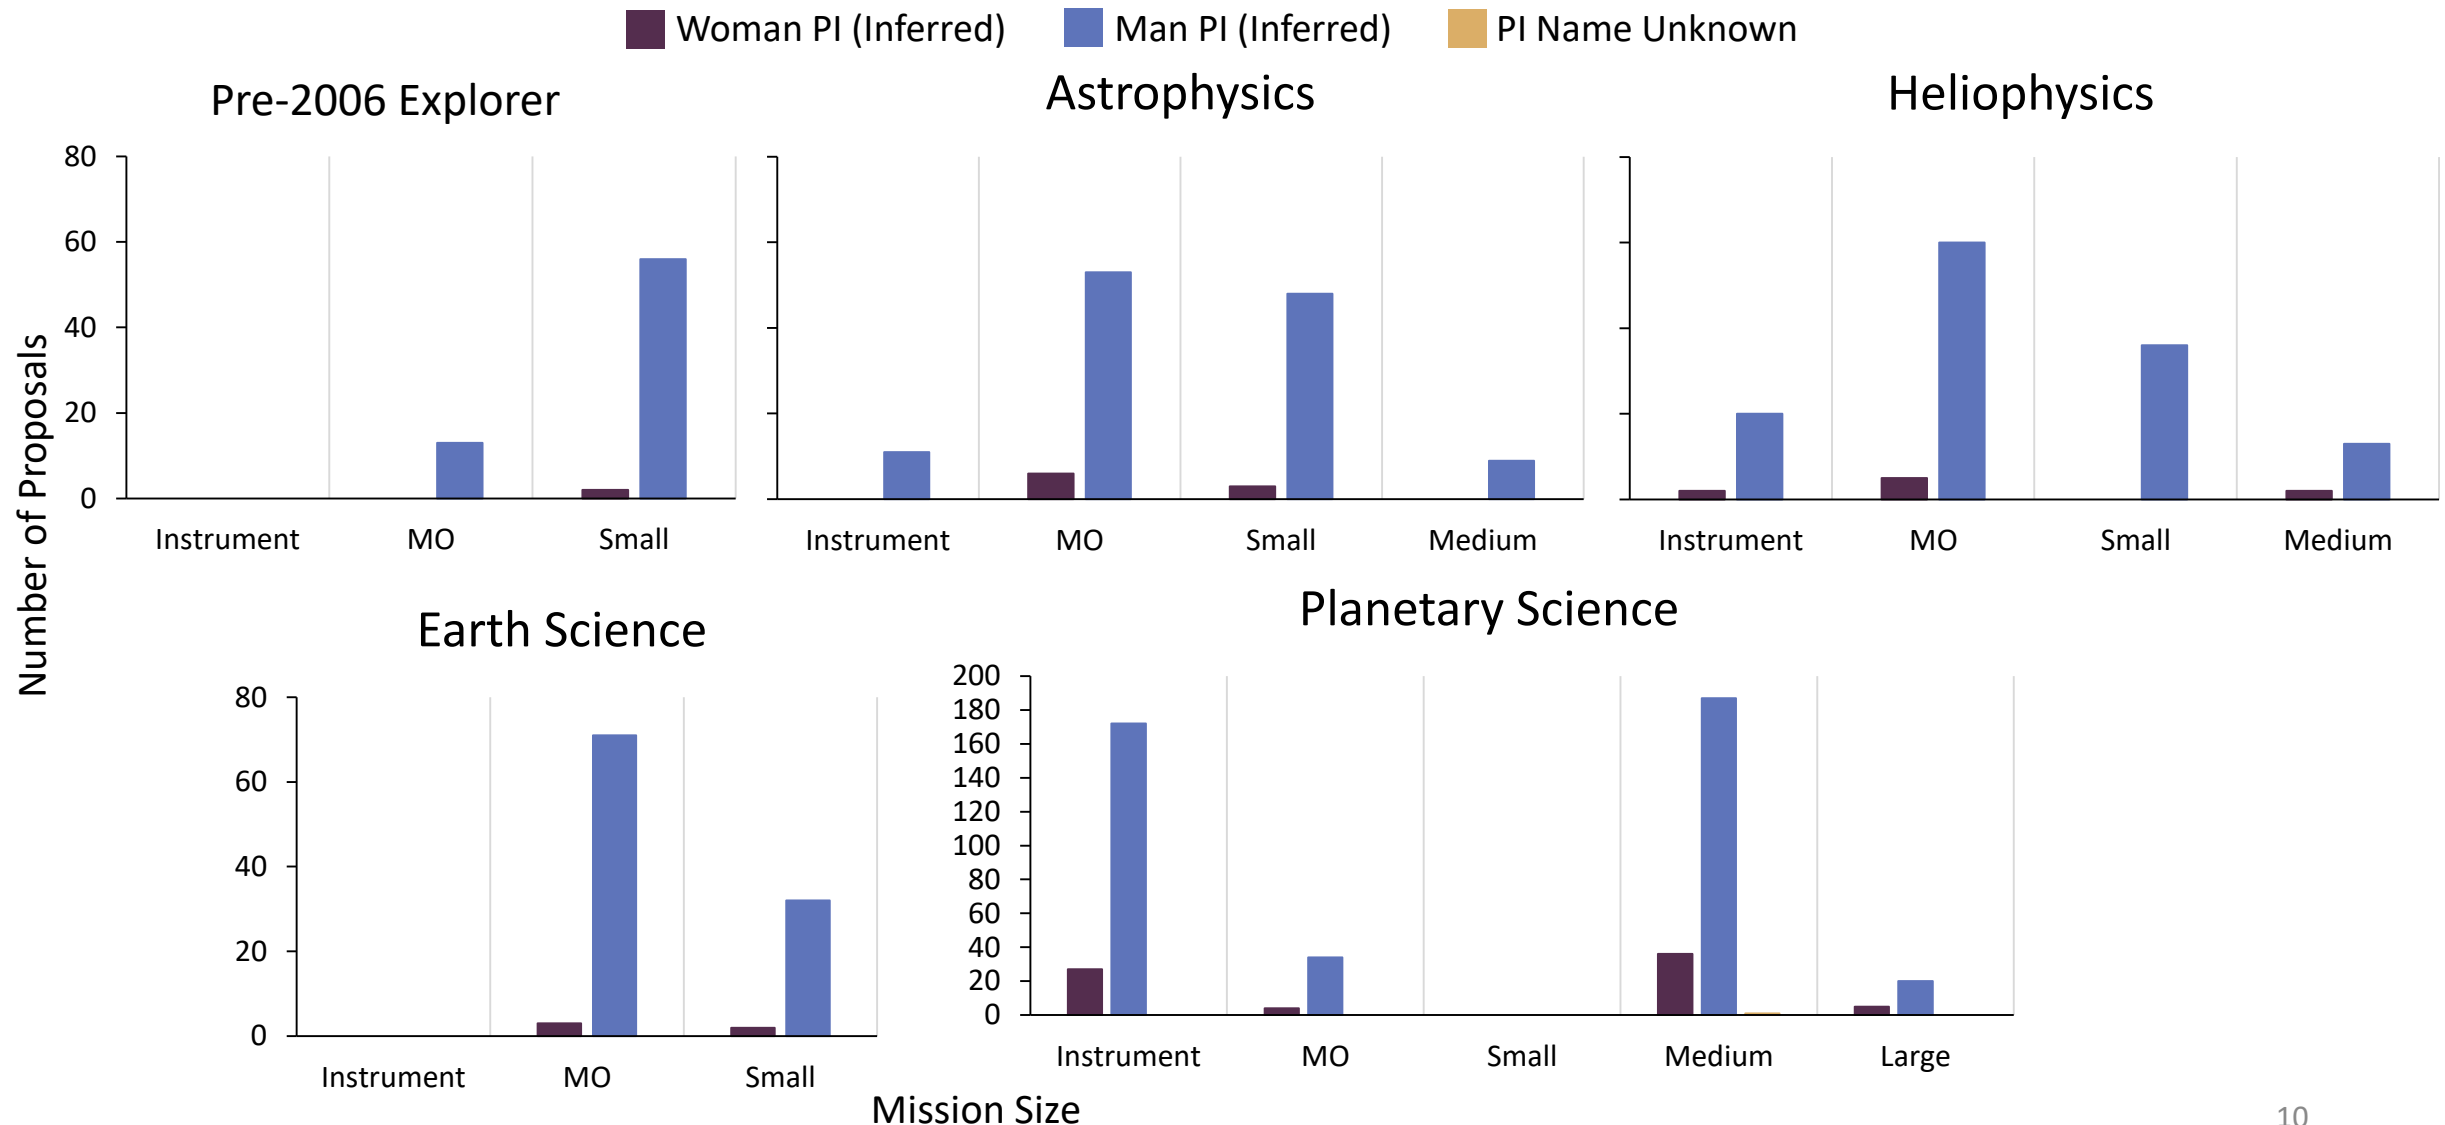 Woman PI (Inferred) Man PI (Inferred) PI Name Unknown
Pre-2006 Explorer
80
60
40
20
0
Instrument MO Small
Astrophysics
Instrument MO Small Medium
Heliophysics
Instrument MO Small Medium
Number of Proposals
Earth Science
80
60
40
20
0
Instrument MO Small
Planetary Science
200
180
160
140
120
100
80
60
40
20
0
Instrument MO Small Medium Large
Mission Size
10